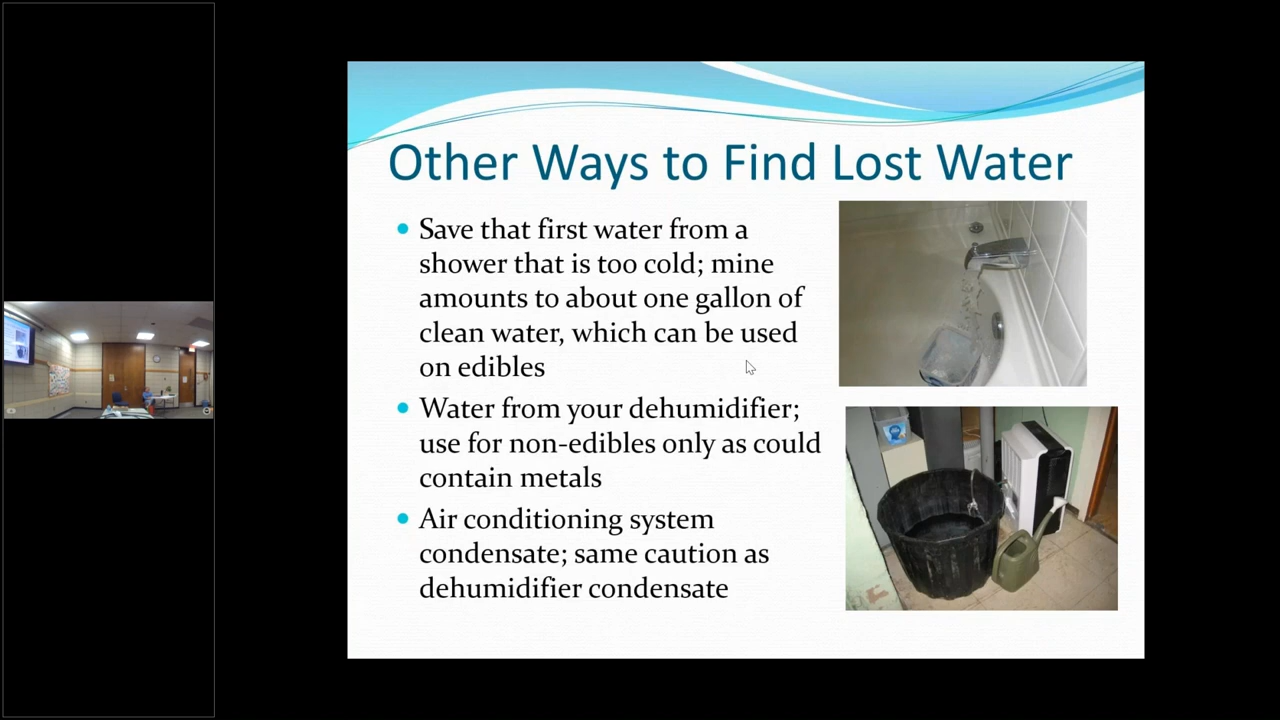 Other Ways to Find Lost Water
Save that first water from a
shower that is too cold; mine
amounts to about one gallon of
clean water, which can be used
on edibles
Water from your dehumidifier;
use for non-edibles only as could
contain metals
Air conditioning system
condensate; same caution as
dehumidifier condensate